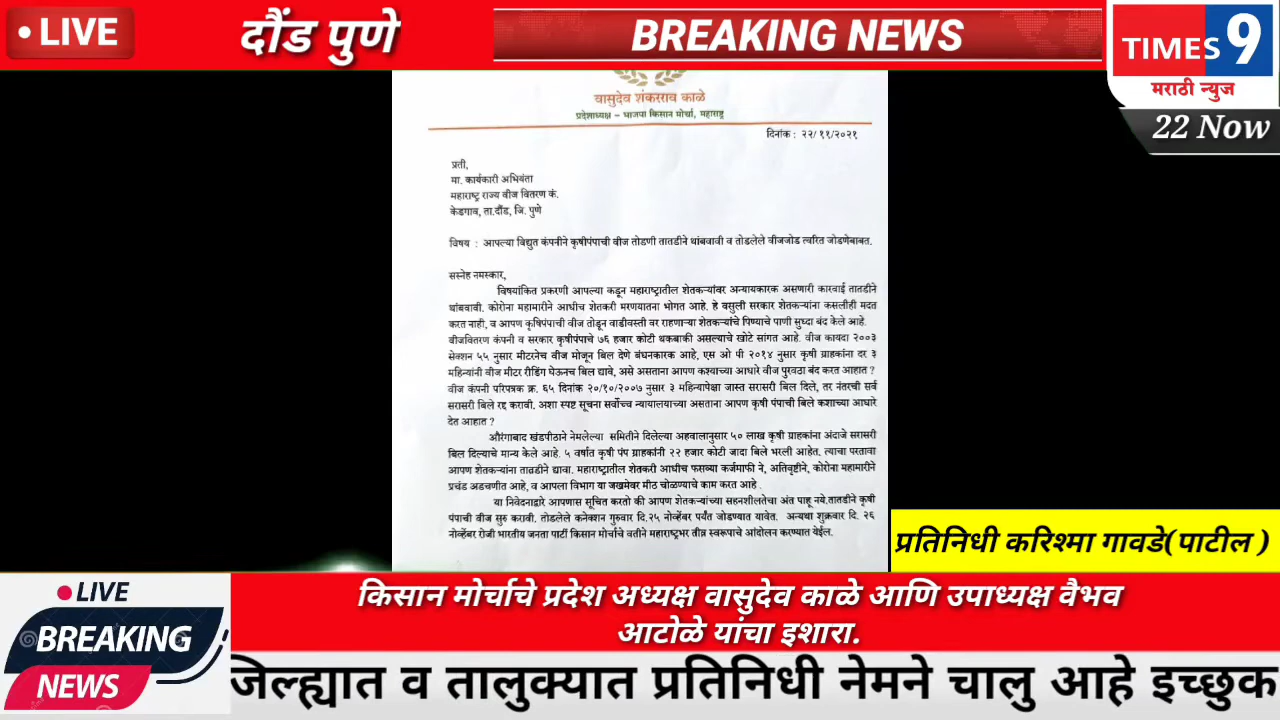 LIVE
दौंड पुणे
BREAKING NEWS
TIMES 9
मराठी न्युज
22 Now
वासुदेव शंकरराव काळे
प्रदेशाध्यक्ष – भाजपा किसान मोर्चा, महाराष्ट्र
दिनांक : २२/ ११/२०२१
प्रती,
मा. कार्यकारी अभियंता
महाराष्ट्र राज्य वीज वितरण कं.
केडगाव, ता.दौंड, जि. पुणे
विषय : आपल्या विद्युत कंपनीने कृषीपंपाची वीज तोडणी तातडीने थांबवावी व तोडलेले वीजजोड त्वरित जोडणेबाबत.
सस्नेह नमस्कार,
विषयांकित प्रकरणी आपल्या कडून महाराष्ट्रातील शेतकऱ्यांवर अन्यायकारक असणारी कारवाई तातडीने
थांबवावी. कोरोना महामारीने आधीच शेतकरी मरणयातना भोगत आहे. हे वसुली सरकार शेतकऱ्यांना कसलीही मदत
करत नाही, व आपण कृषिपंपाची वीज तोडून वाडीवस्ती वर राहणाऱ्या शेतकऱ्यांचे पिण्याचे पाणी सुध्दा बंद केले आहे.
वीजवितरण कंपनी व सरकार कृषीपंपाचे ७६ हजार कोटी थकबाकी असल्याचे खोटे सांगत आहे. वीज कायदा २००३
सेक्शन ५५ नुसार मीटरनेच वीज मोजून बिल देणे बंधनकारक आहे, एस ओ पी २०१४ नुसार कृषी ग्राहकांना दर ३
महिन्यांनी वीज मीटर रीडिंग घेऊनच बिल द्यावे, असे असताना आपण कश्याच्या आधारे वीज पुरवठा बंद करत आहात ?
वीज कंपनी परिपत्रक क्र. ६५ दिनांक २०/१०/२००७ नुसार ३ महिन्यापेक्षा जास्त सरासरी बिल दिले, तर नंतरची सर्व
सरासरी बिले रद्द करावी. अशा स्पष्ट सूचना सर्वोच्च न्यायालयाच्या असताना आपण कृषी पंपाची बिले कशाच्या आधारे
देत आहात ?
औरंगाबाद खंडपीठाने नेमलेल्या समितीने दिलेल्या अहवालानुसार ५० लाख कृषी ग्राहकांना अंदाजे सरासरी
बिल दिल्याचे मान्य केले आहे. ५ वर्षात कृषी पंप ग्राहकांनी २२ हजार कोटी जादा बिले भरली आहेत. त्याचा परतावा
आपण शेतकऱ्यांना ताढडीने द्यावा. महाराष्ट्रातील शेतकरी आधीच फसव्या कर्जमाफी ने, अतिवृष्टीने, कोरोना महामारीने
प्रचंड अडचणीत आहे, व आपला विभाग या जखमेवर मीठ चोळण्याचे काम करत आहे .
या निवेदनाद्वारे आपणास सूचित करतो की आपण शेतकऱ्यांच्या सहनशीलतेचा अंत पाहू नये.तातडीने कृषी
पंपाची वीज सुरु करावी. तोडलेले कनेक्शन गुरुवार दि.२५ नोव्हेंबर पर्यंत जोडण्यात यावेत. अन्यथा शुक्रवार दि. २६
नोव्हेंबर रोजी भारतीय जनता पार्टी किसान मोर्चाचे वतीने महाराष्ट्रभर तीव्र स्वरूपाचे आंदोलन करण्यात येईल.
प्रतिनिधी करिश्मा गावडे(पाटील )
LIVE
BREAKING
NEWS
किसान मोर्चाचे प्रदेश अध्यक्ष वासुदेव काळे आणि उपाध्यक्ष वैभव
आटोळे यांचा इशारा.
जिल्ह्यात व तालुक्यात प्रतिनिधी नेमने चालु आहे इच्छुक